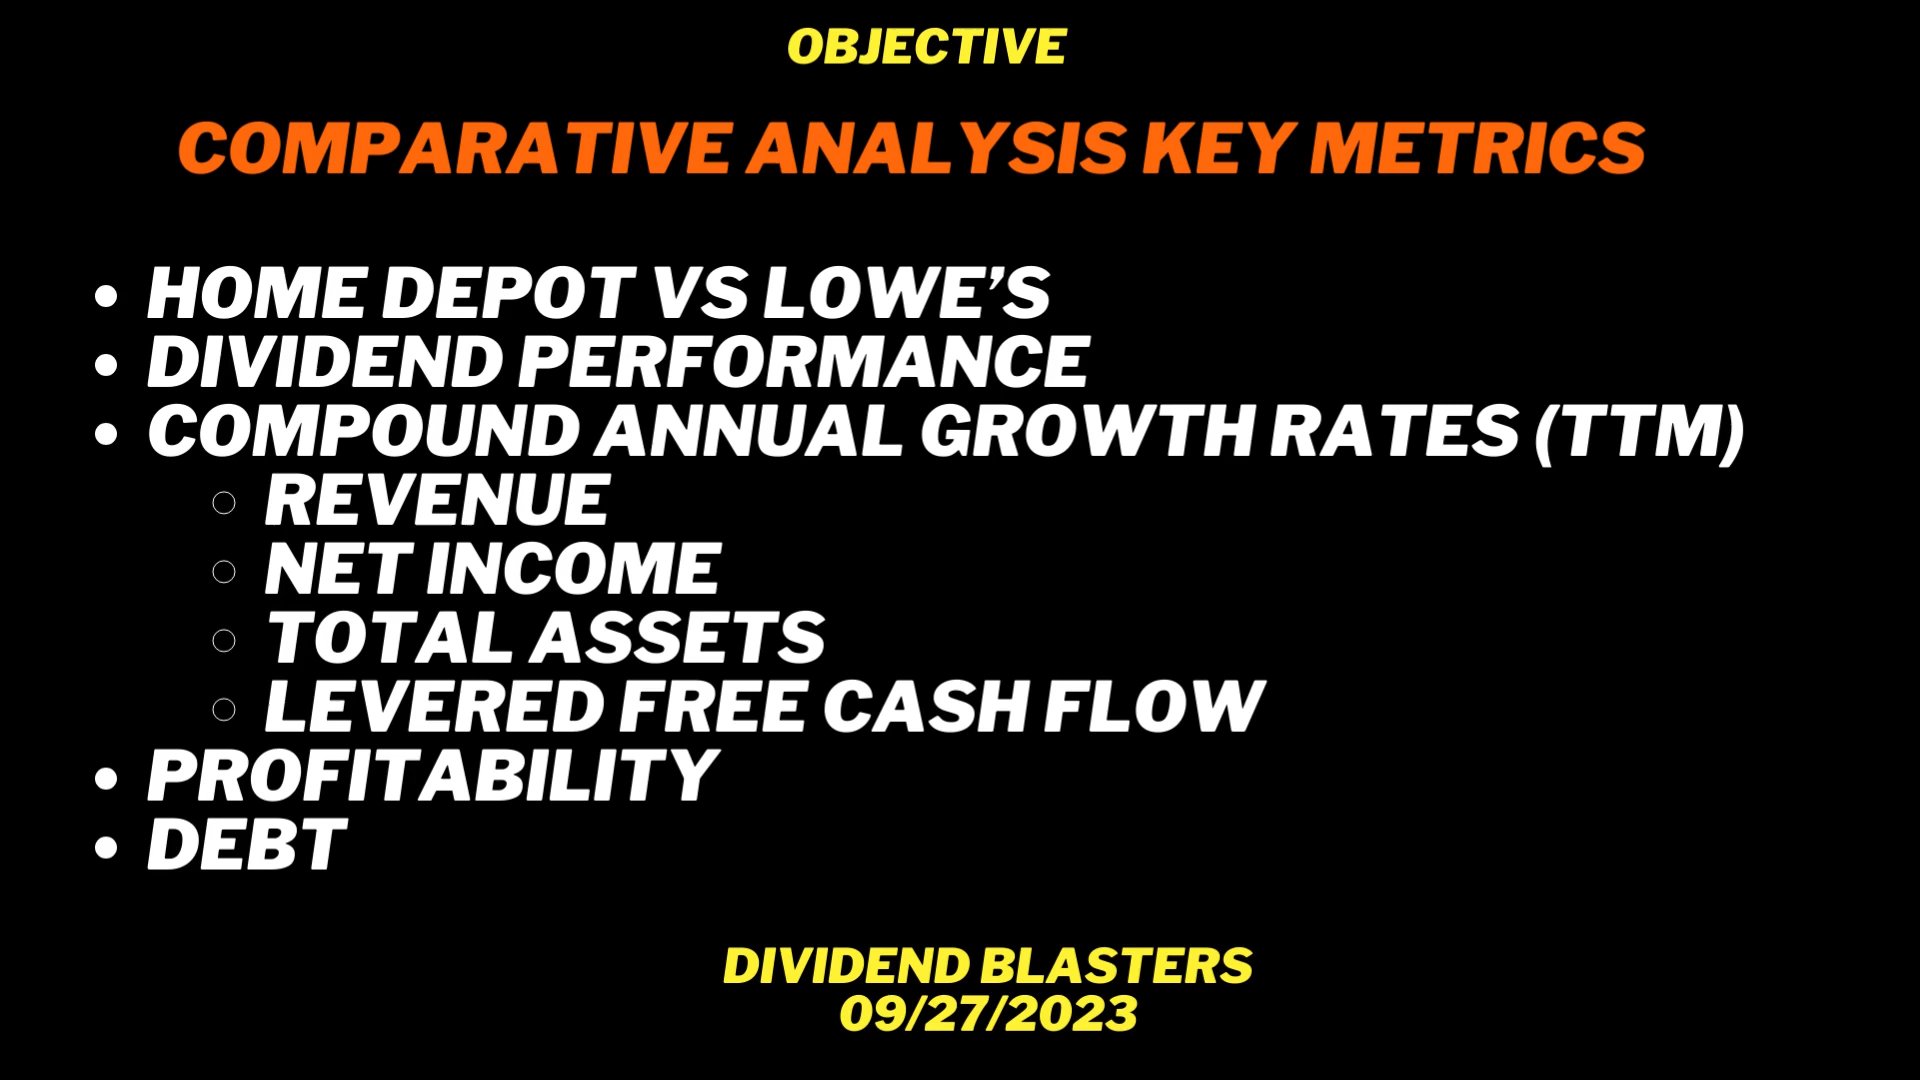 OBJECTIVE
COMPARATIVE ANALYSIS KEY METRICS
HOME DEPOT VS LOWE’S
DIVIDEND PERFORMANCE
COMPOUND ANNUAL GROWTH RATES (TTM)
REVENUE
NET INCOME
TOTAL ASSETS
LEVERED FREE CASH FLOW
PROFITABILITY
DEBT
DIVIDEND BLASTERS
09/27/2023